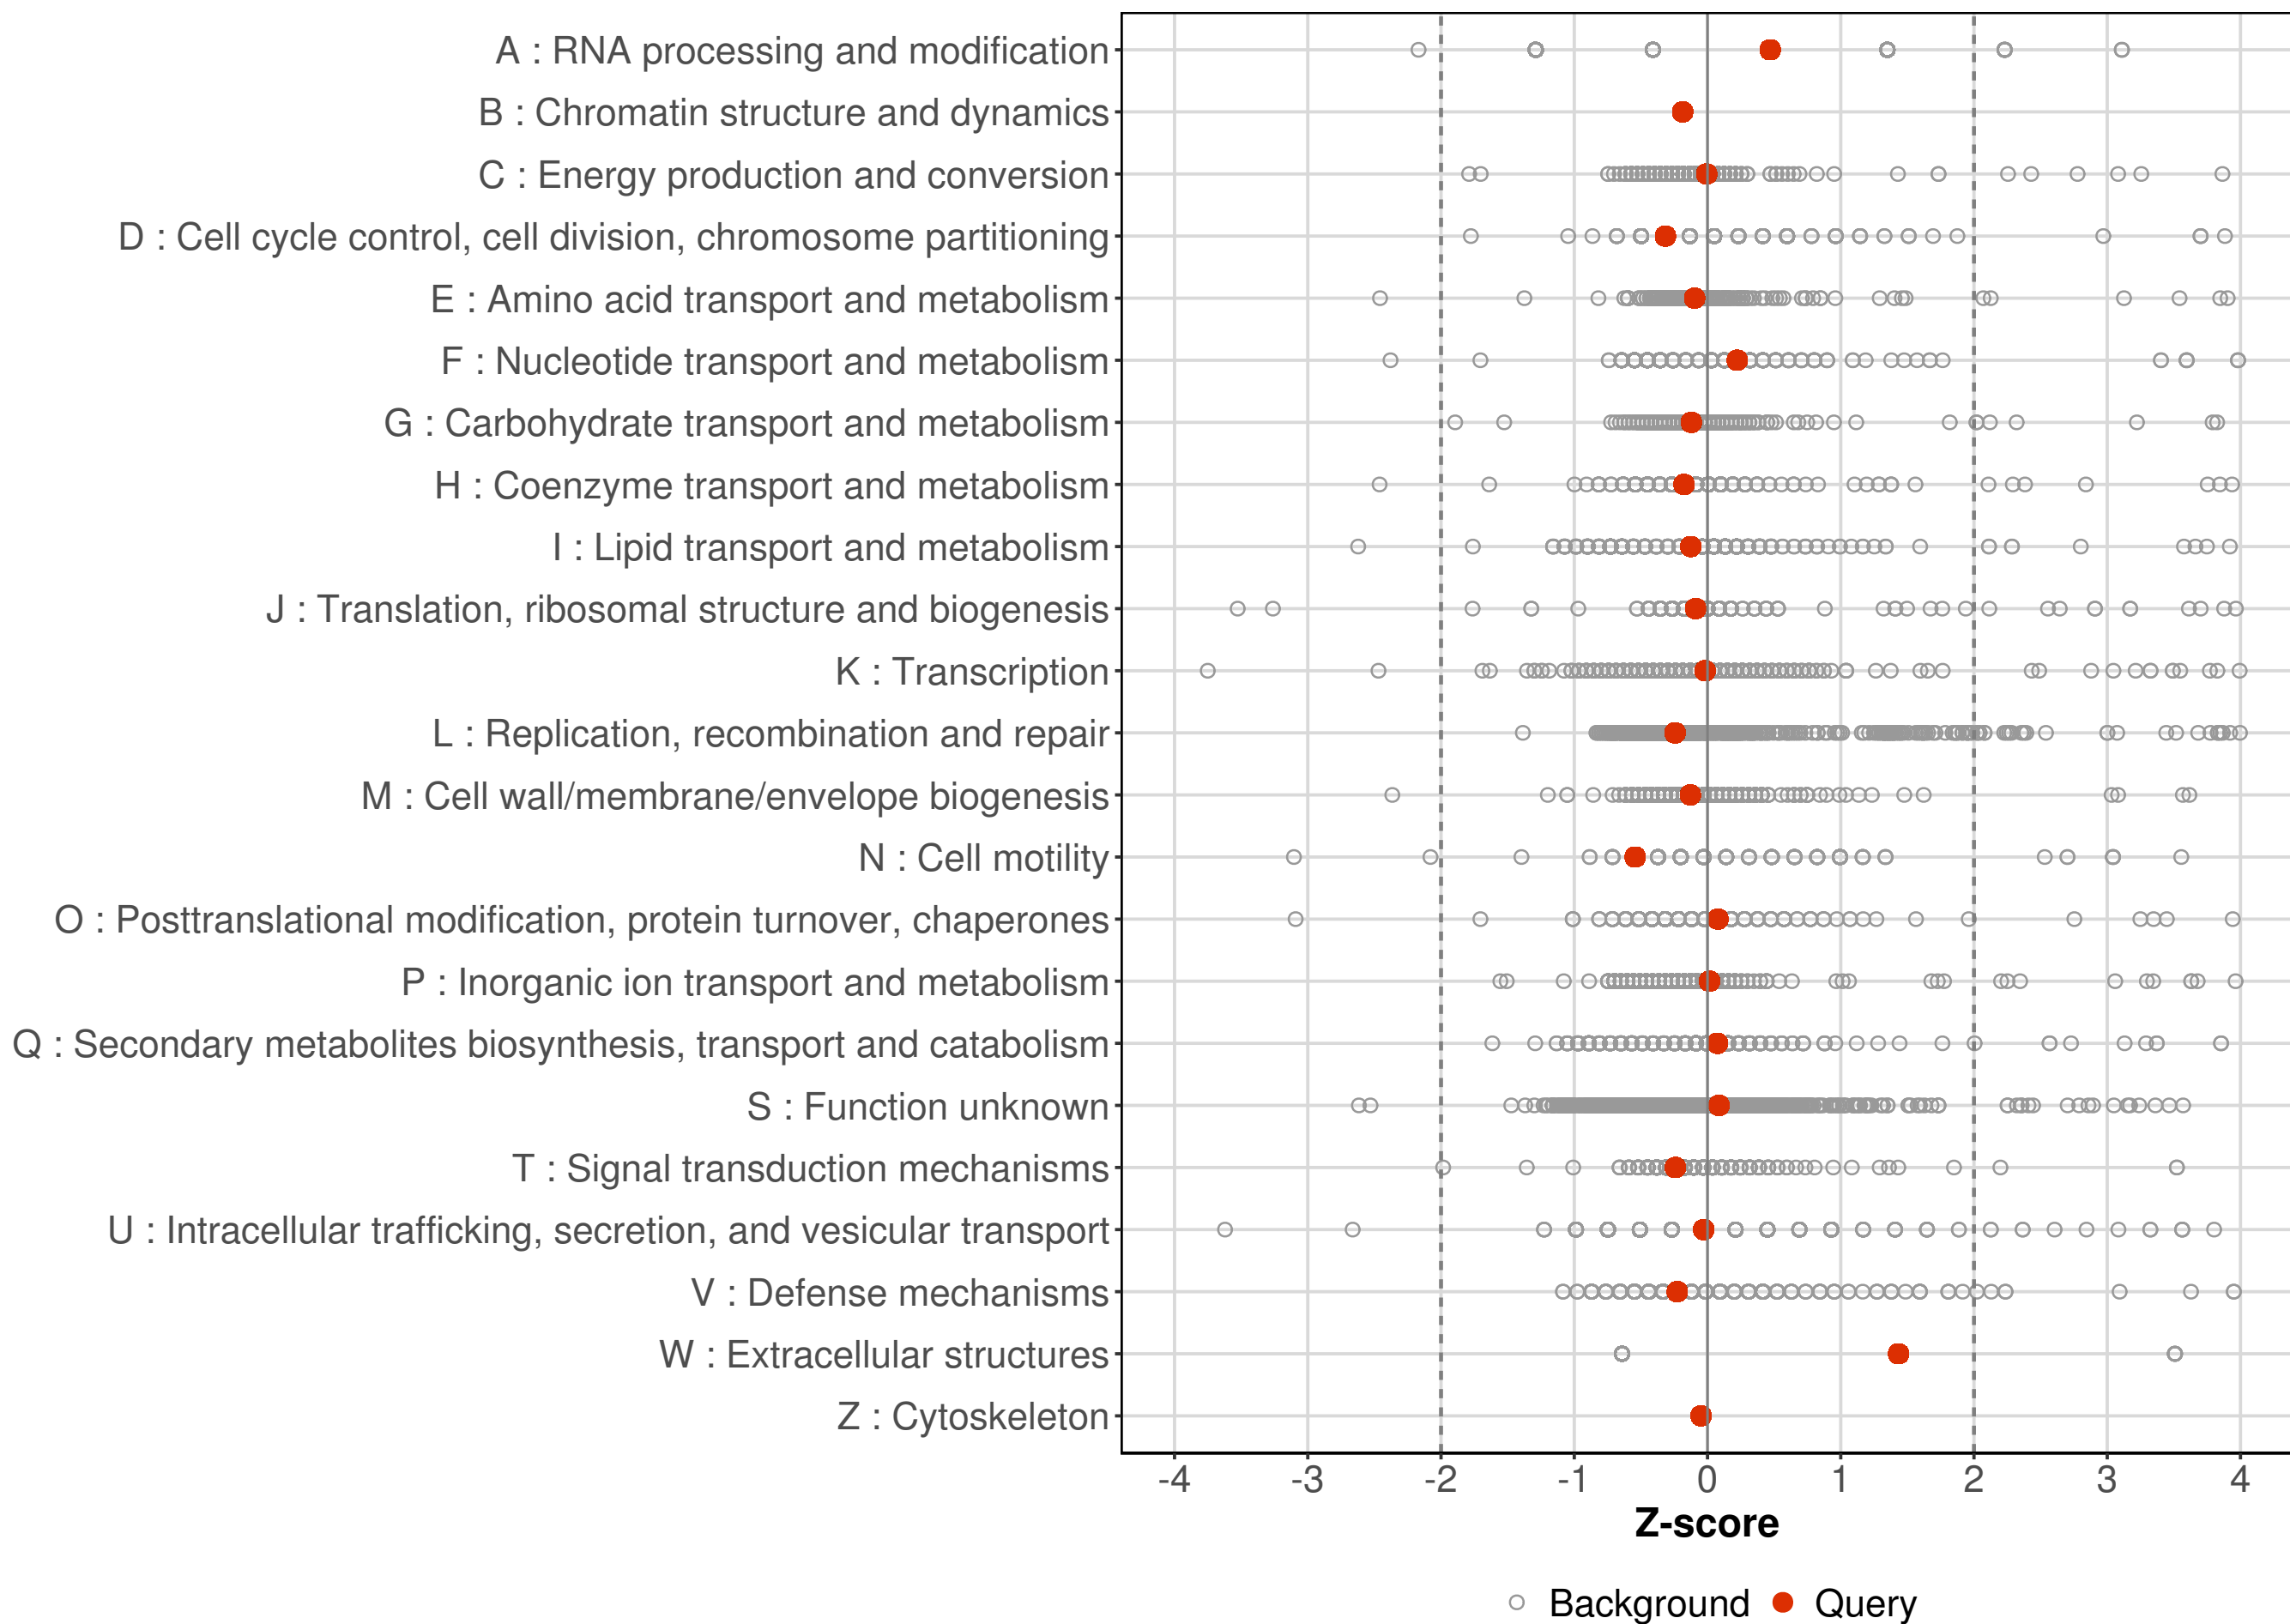 A : RNA processing and modification
B : Chromatin structure and dynamics
C : Energy production and conversion
D : Cell cycle control, cell division, chromosome partitioning
E : Amino acid transport and metabolism
F : Nucleotide transport and metabolism
G : Carbohydrate transport and metabolism
H : Coenzyme transport and metabolism
I : Lipid transport and metabolism
J : Translation, ribosomal structure and biogenesis
K : Transcription
L : Replication, recombination and repair
M : Cell wall/membrane/envelope biogenesis
N : Cell motility
O : Posttranslational modification, protein turnover, chaperones
P : Inorganic ion transport and metabolism
Q : Secondary metabolites biosynthesis, transport and catabolism
S : Function unknown
T : Signal transduction mechanisms
U : Intracellular trafficking, secretion, and vesicular transport
V : Defense mechanisms
W : Extracellular structures
Z : Cytoskeleton
-4 -3 -2 -1 0 1 2 3 4
Z-score
Background Query